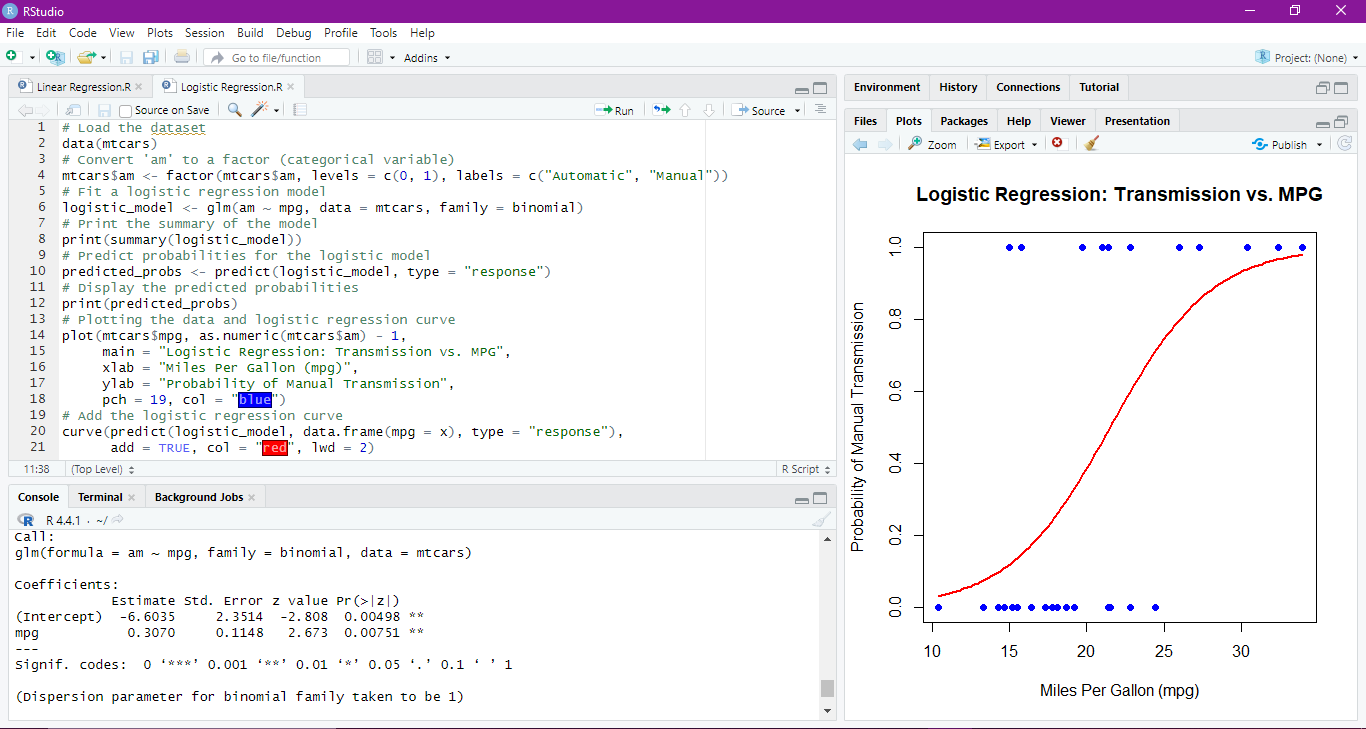 RStudio
File Edit Code View Plots Session Build Debug Profile Tools Help
Go to file/function Addins Project: (None)
Linear Regression.R Logistic Regression.R
Source on Save Run Source
1 # Load the dataset
2 data(mtcars)
3 # Convert 'am' to a factor (categorical variable)
4 mtcars$am <- factor(mtcars$am, levels = c(0, 1), labels = c("Automatic", "Manual"))
5 # Fit a logistic regression model
6 logistic_model <- glm(am ~ mpg, data = mtcars, family = binomial)
7 # Print the summary of the model
8 print(summary(logistic_model))
9 # Predict probabilities for the logistic model
10 predicted_probs <- predict(logistic_model, type = "response")
11 # Display the predicted probabilities
12 print(predicted_probs)
13 # Plotting the data and logistic regression curve
14 plot(mtcars$mpg, as.numeric(mtcars$am) - 1,
15 main = "Logistic Regression: Transmission vs. MPG",
16 xlab = "Miles Per Gallon (mpg)",
17 ylab = "Probability of Manual Transmission",
18 pch = 19, col = "blue")
19 # Add the logistic regression curve
20 curve(predict(logistic_model, data.frame(mpg = x), type = "response"),
21 add = TRUE, col = "red", lwd = 2)
11:38 (Top Level) R Script
Console Terminal Background Jobs
R 4.4.1 · ~/
Call:
glm(formula = am ~ mpg, family = binomial, data = mtcars)
Coefficients:
Estimate Std. Error z value Pr(>|z|)
(Intercept) -6.6035 2.3514 -2.808 0.00498 **
mpg 0.3070 0.1148 2.673 0.00751 **
---
Signif. codes: 0 ‘***’ 0.001 ‘**’ 0.01 ‘*’ 0.05 ‘.’ 0.1 ‘ ’ 1
(Dispersion parameter for binomial family taken to be 1)
Environment History Connections Tutorial
Files Plots Packages Help Viewer Presentation
Zoom Export Publish
Logistic Regression: Transmission vs. MPG
Probability of Manual Transmission
1.0
0.8
0.6
0.4
0.2
0.0
10 15 20 25 30
Miles Per Gallon (mpg)